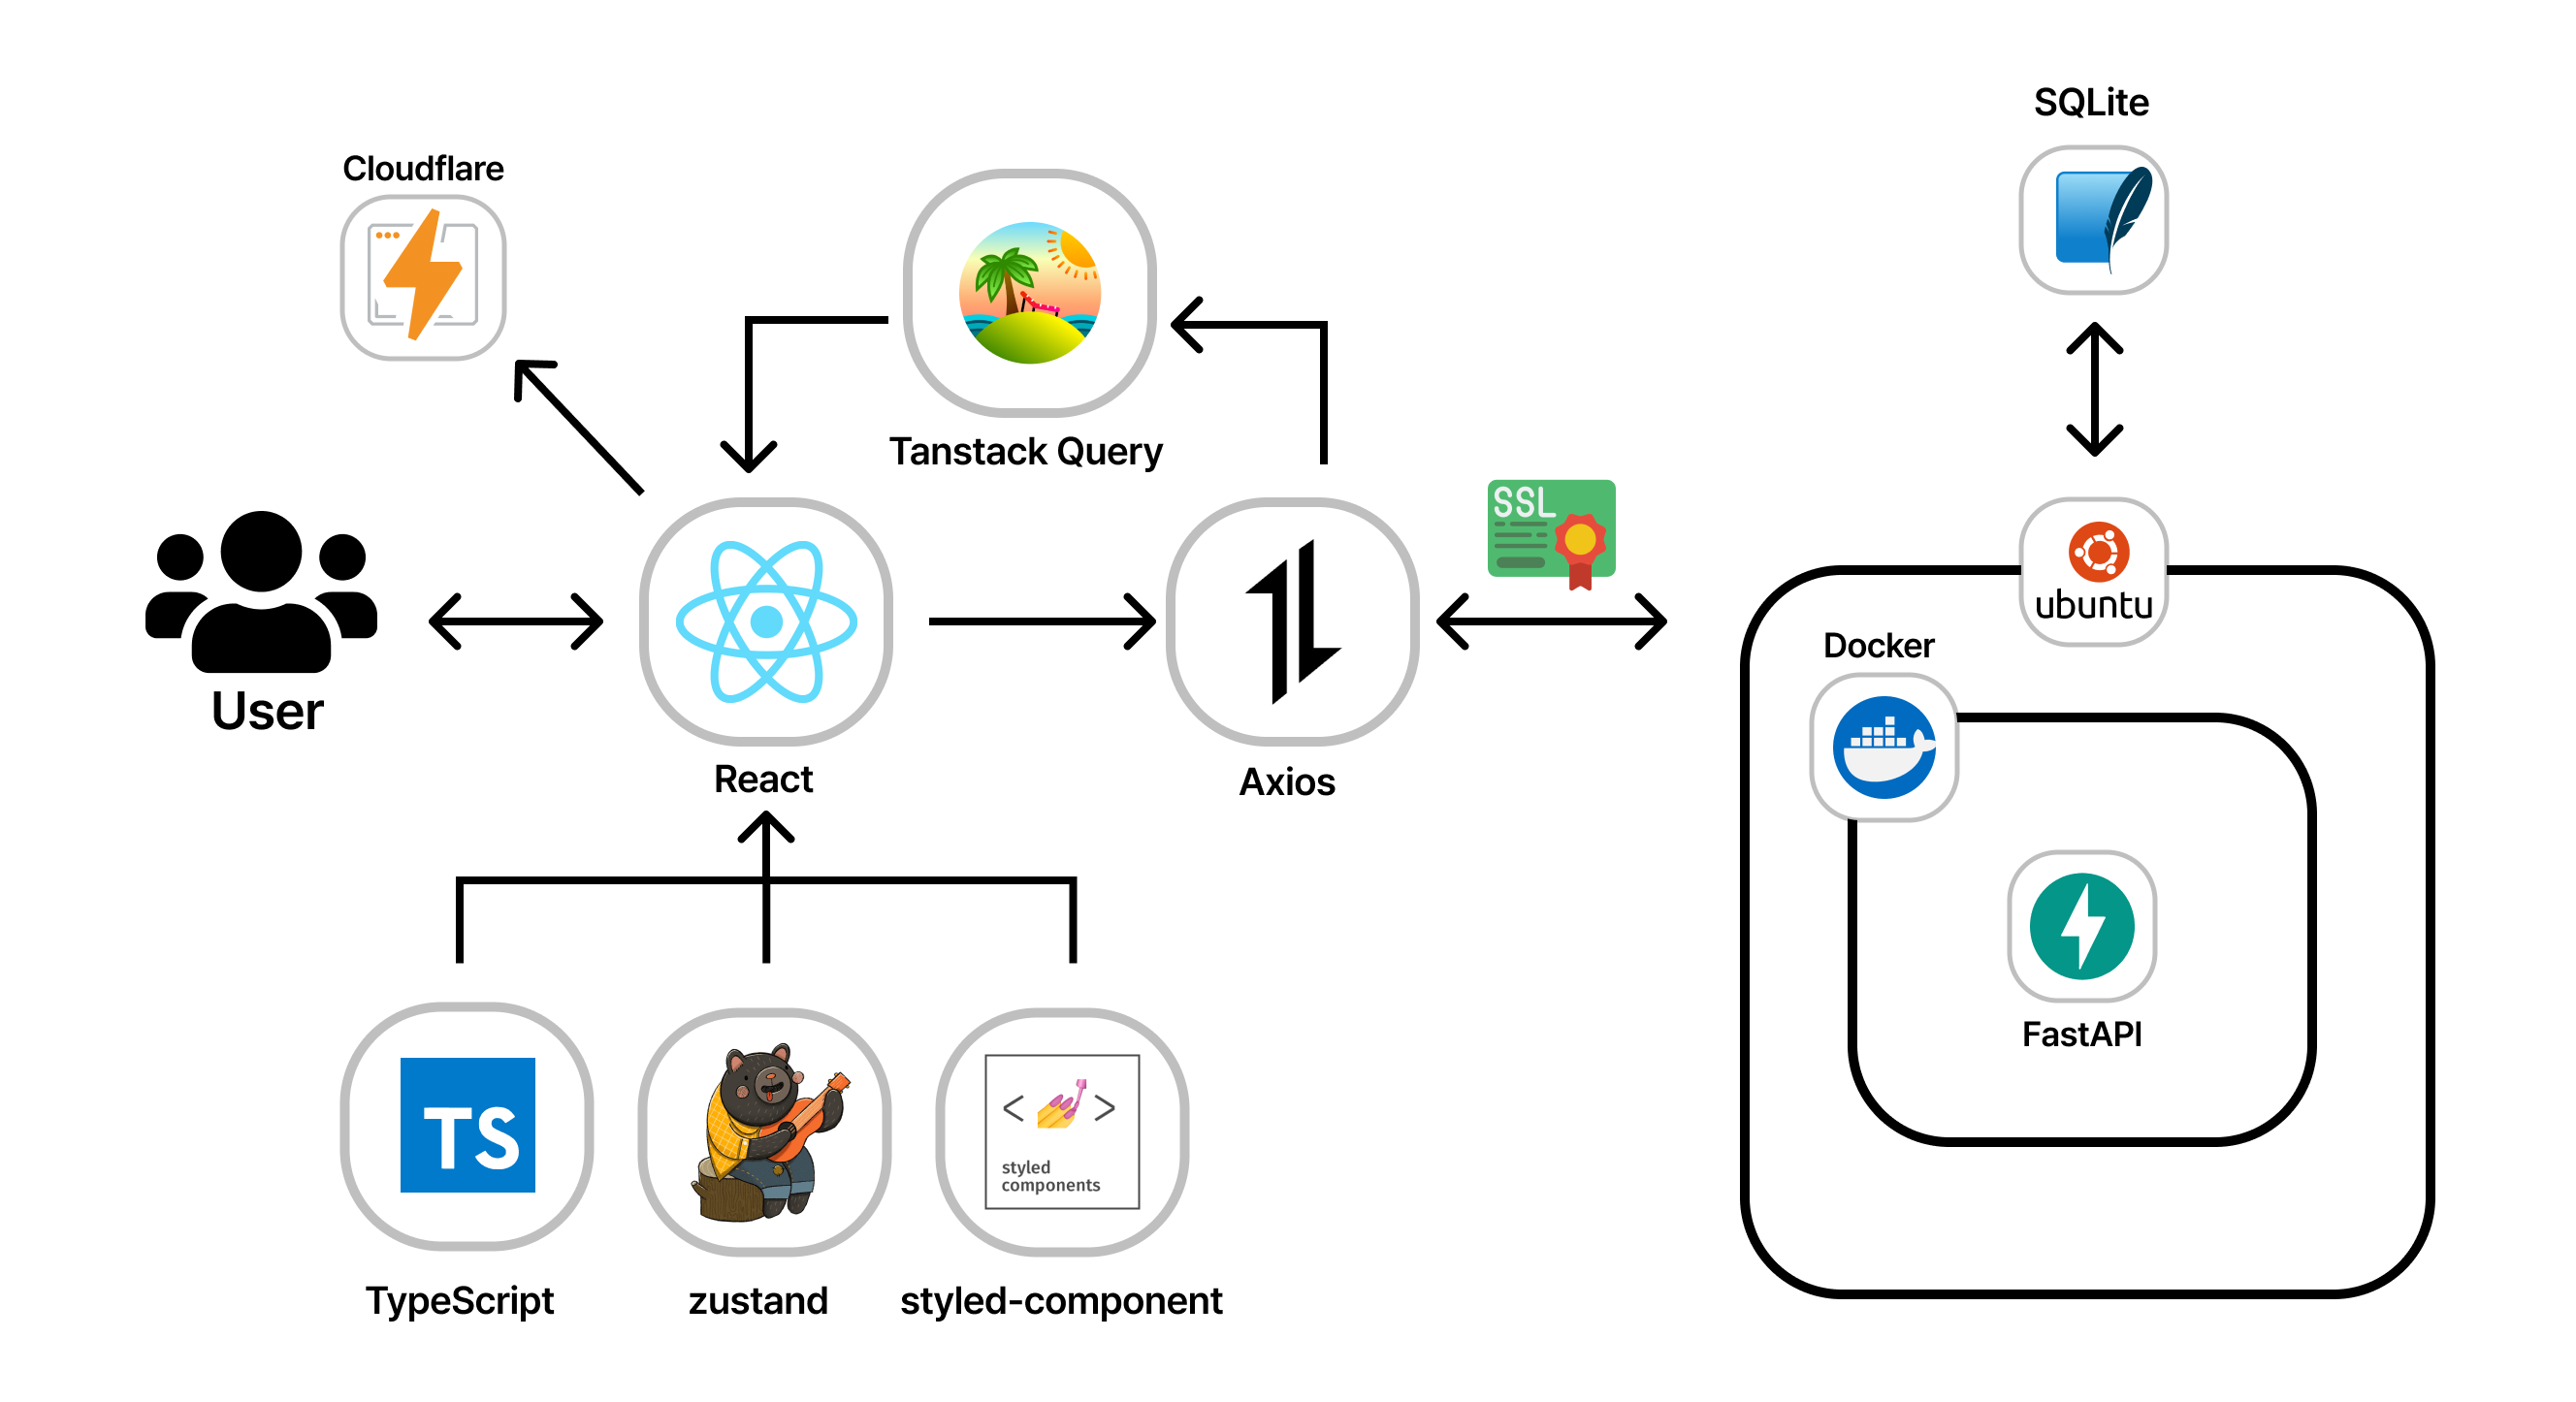 SQLite
Cloudflare
Tanstack Query
SSL
ubuntu
Docker
User
React
Axios
FastAPI
TS
< >
styled
components
TypeScript
zustand
styled-component